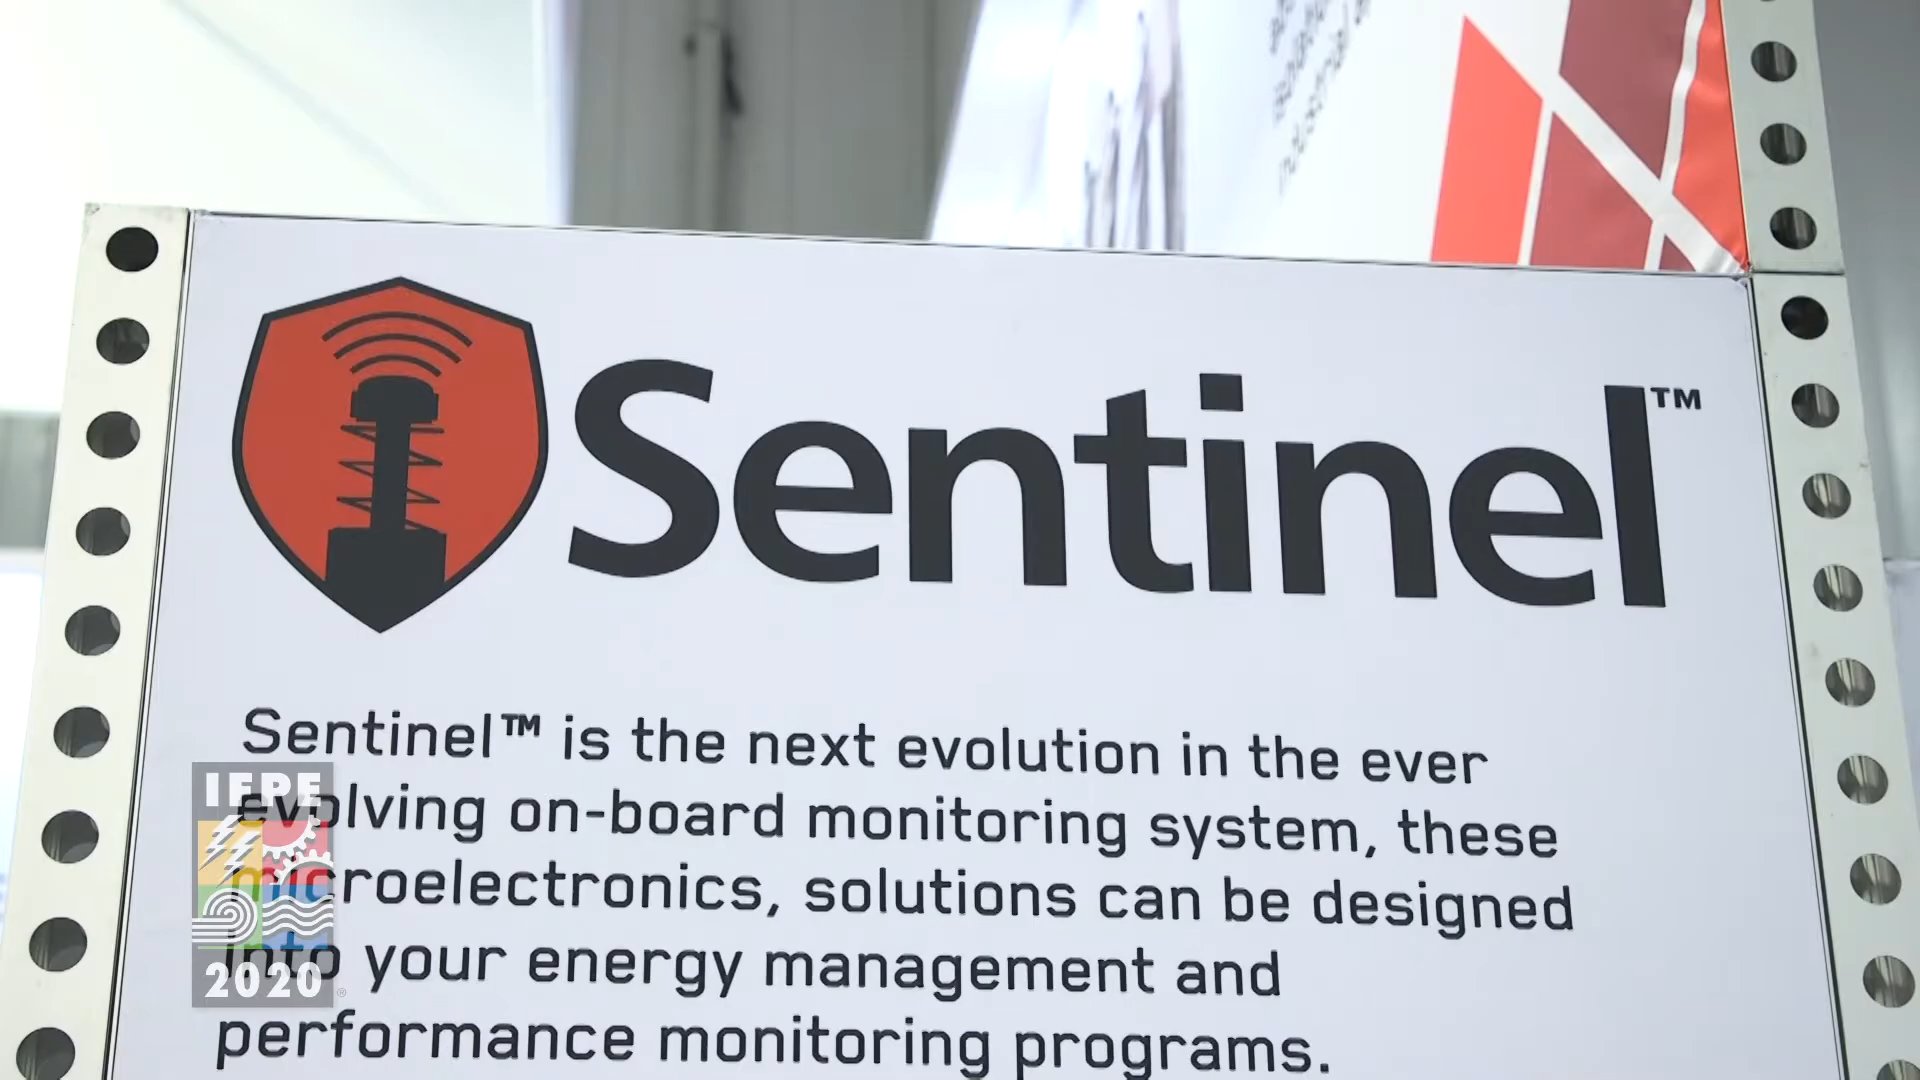 Sentinel™
Sentinel™ is the next evolution in the ever
evolving on-board monitoring system, these
microelectronics, solutions can be designed
into your energy management and
performance monitoring programs.
IFPE
2020®